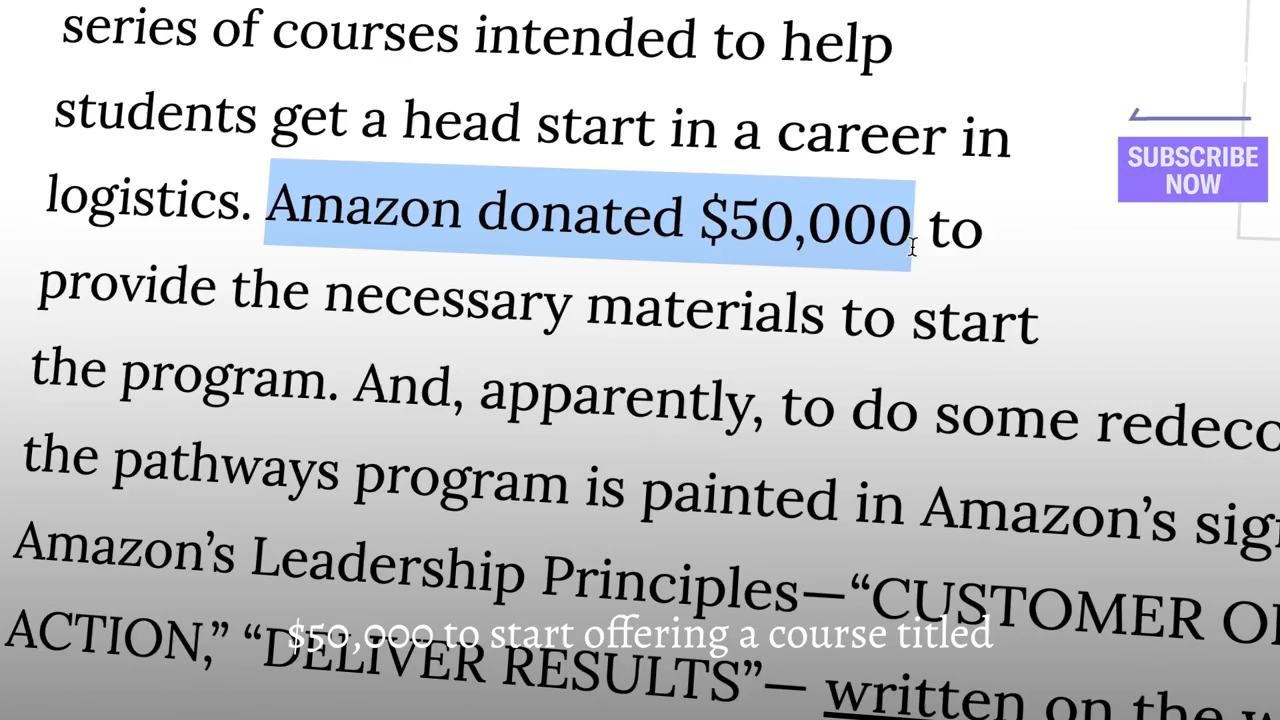 series of courses intended to help
students get a head start in a career in
logistics. Amazon donated $50,000 to
provide the necessary materials to start
the program. And, apparently, to do some redeco
the pathways program is painted in Amazon’s sig
Amazon’s Leadership Principles—“CUSTOMER O
ACTION,” “DELIVER RESULTS”— written on the w
$50,000 to start offering a course titled
SUBSCRIBE
NOW